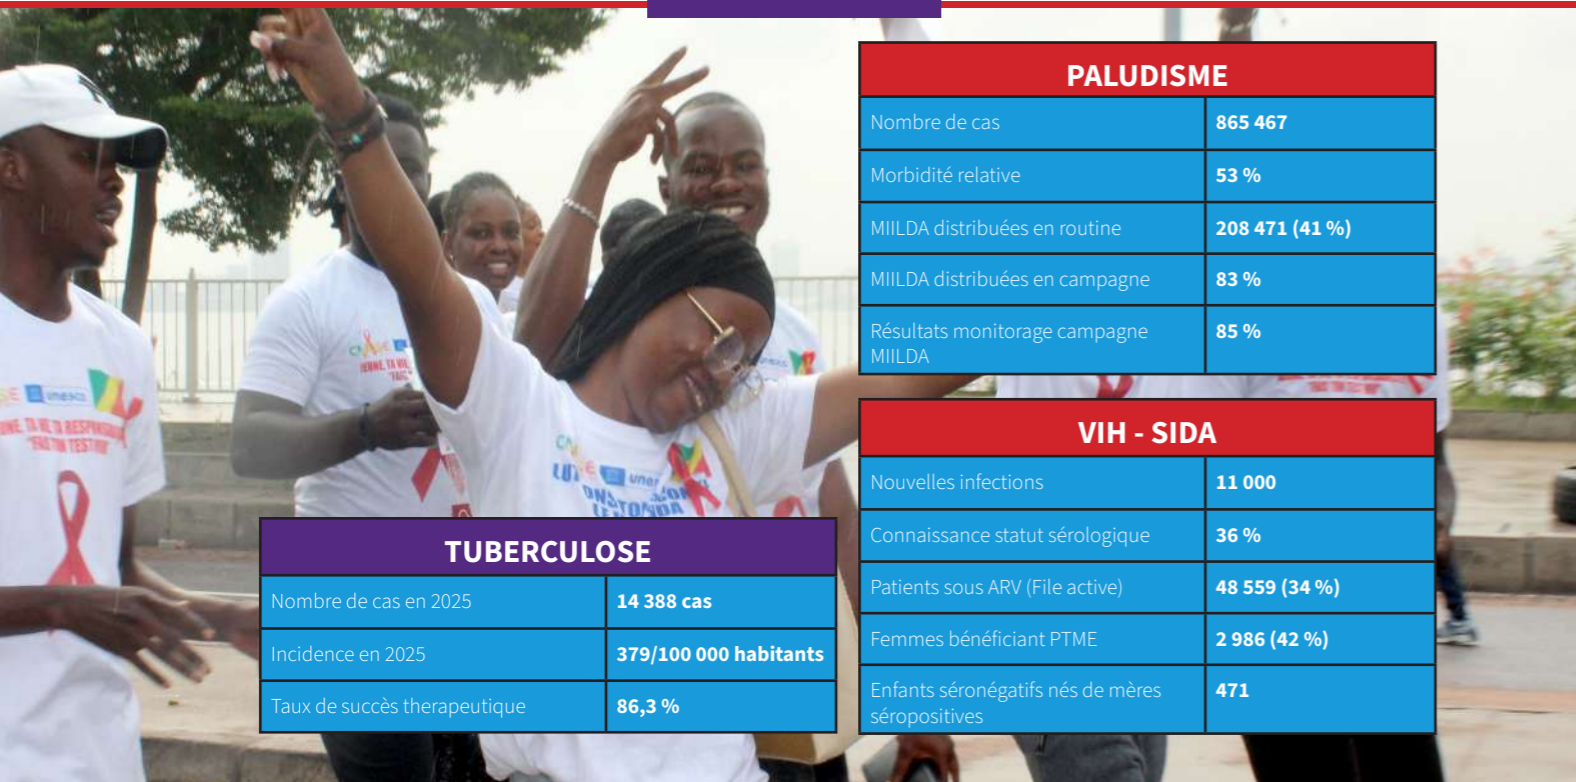 PALUDISME
Nombre de cas 865 467
Morbidité relative 53 %
MIILDA distribuées en routine 208 471 (41 %)
MIILDA distribuées en campagne 83 %
Résultats monitorage campagne 85 %
MIILDA
VIH - SIDA
Nouvelles infections 11 000
Connaissance statut sérologique 36 %
Patients sous ARV (File active) 48 559 (34 %)
Femmes bénéficiant PTME 2 986 (42 %)
Enfants séronégatifs nés de mères 471
séropositives
TUBERCULOSE
Nombre de cas en 2025 14 388 cas
Incidence en 2025 379/100 000 habitants
Taux de succès therapeutique 86,3 %
unesco
"FAIS TON TEST